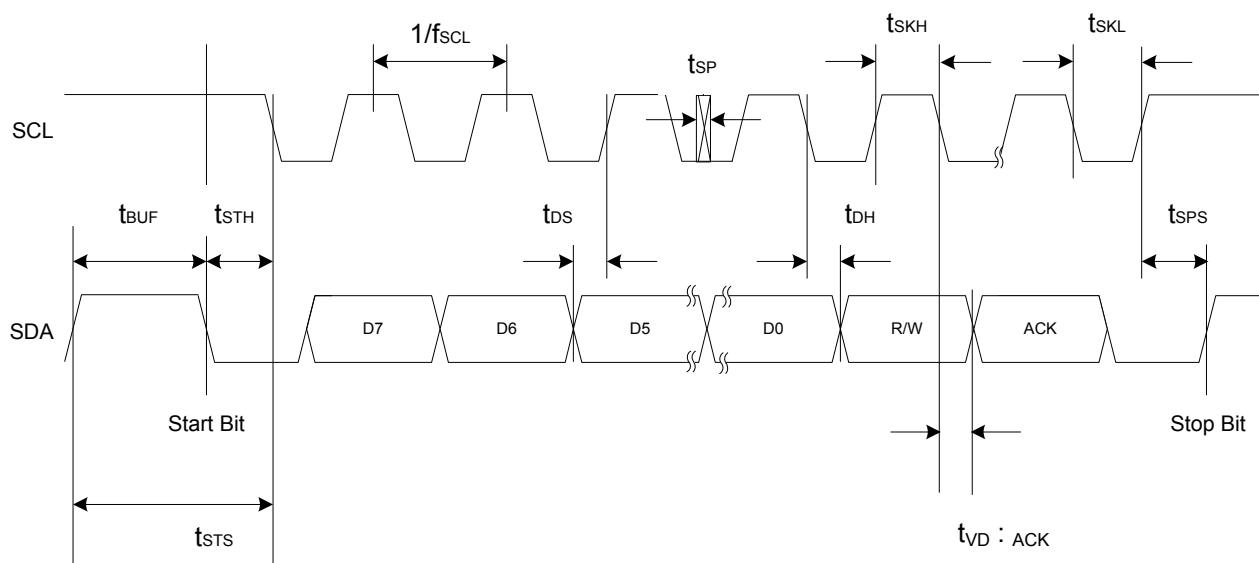 1/fSCL
tSKH
tSKL
tSP
SCL
tBUF
tSTH
tDS
tDH
tSPS
SDA
D7
D6
D5
D0
R/W
ACK
Start Bit
Stop Bit
tSTS
tVD : ACK